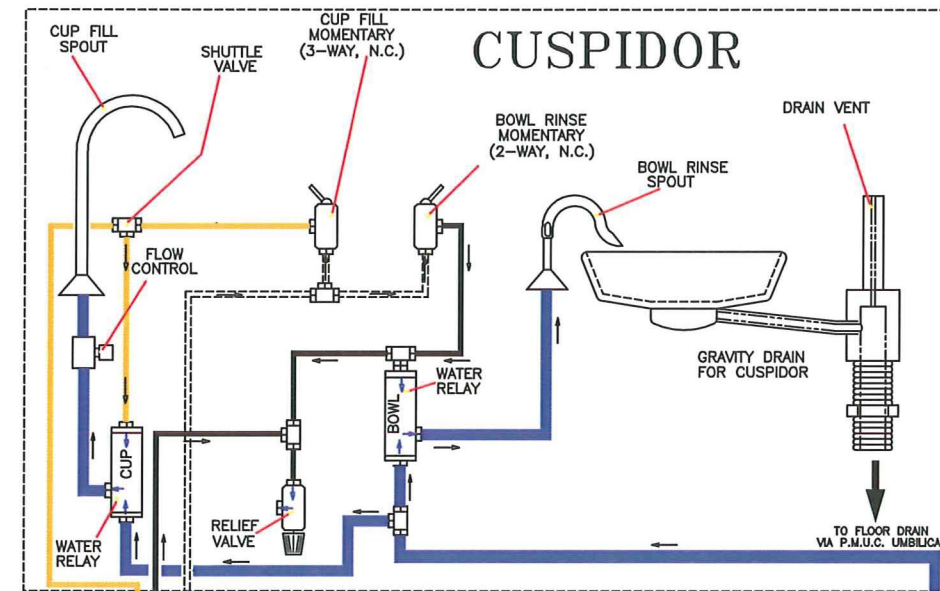 CUSPIDOR
CUP FILL
SPOUT
SHUTTLE
VALVE
CUP FILL
MOMENTARY
(3-WAY, N.C.)
BOWL RINSE
MOMENTARY
(2-WAY, N.C.)
BOWL RINSE
SPOUT
DRAIN VENT
FLOW
CONTROL
WATER
RELAY
BOWL
GRAVITY DRAIN
FOR CUSPIDOR
CUP
WATER
RELAY
RELIEF
VALVE
TO FLOOR DRAIN
VIA P.M.U.C. UMBILICA